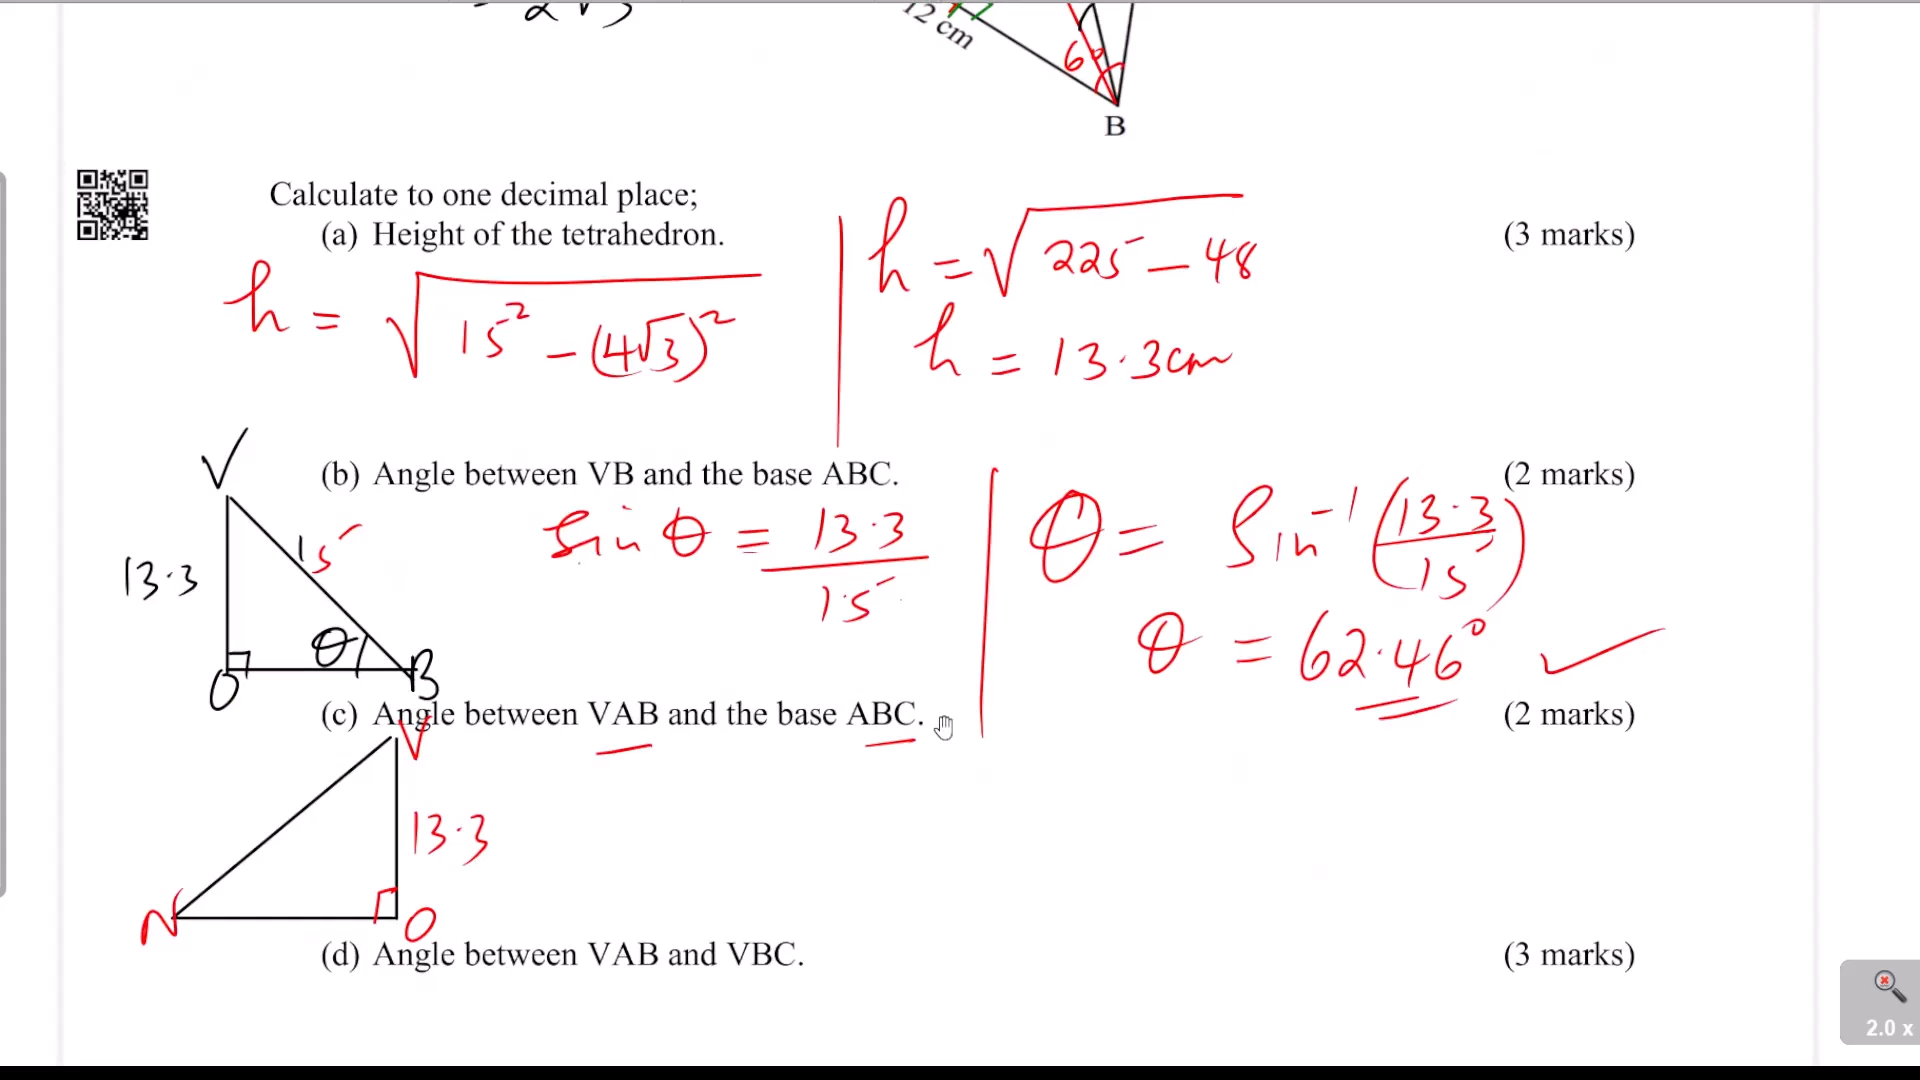 2√3
12 cm
60
B
Calculate to one decimal place;
(a) Height of the tetrahedron. (3 marks)
h = √15² - (4√3)²
h = √225 - 48
h = 13.3cm
(b) Angle between VB and the base ABC. (2 marks)
V
13.3
15
θ
O
B
sin θ = 13.3/15
θ = Sin⁻¹(13.3/15)
θ = 62.46°
(c) Angle between VAB and the base ABC. (2 marks)
V
13.3
N
O
(d) Angle between VAB and VBC. (3 marks)
2.0 x